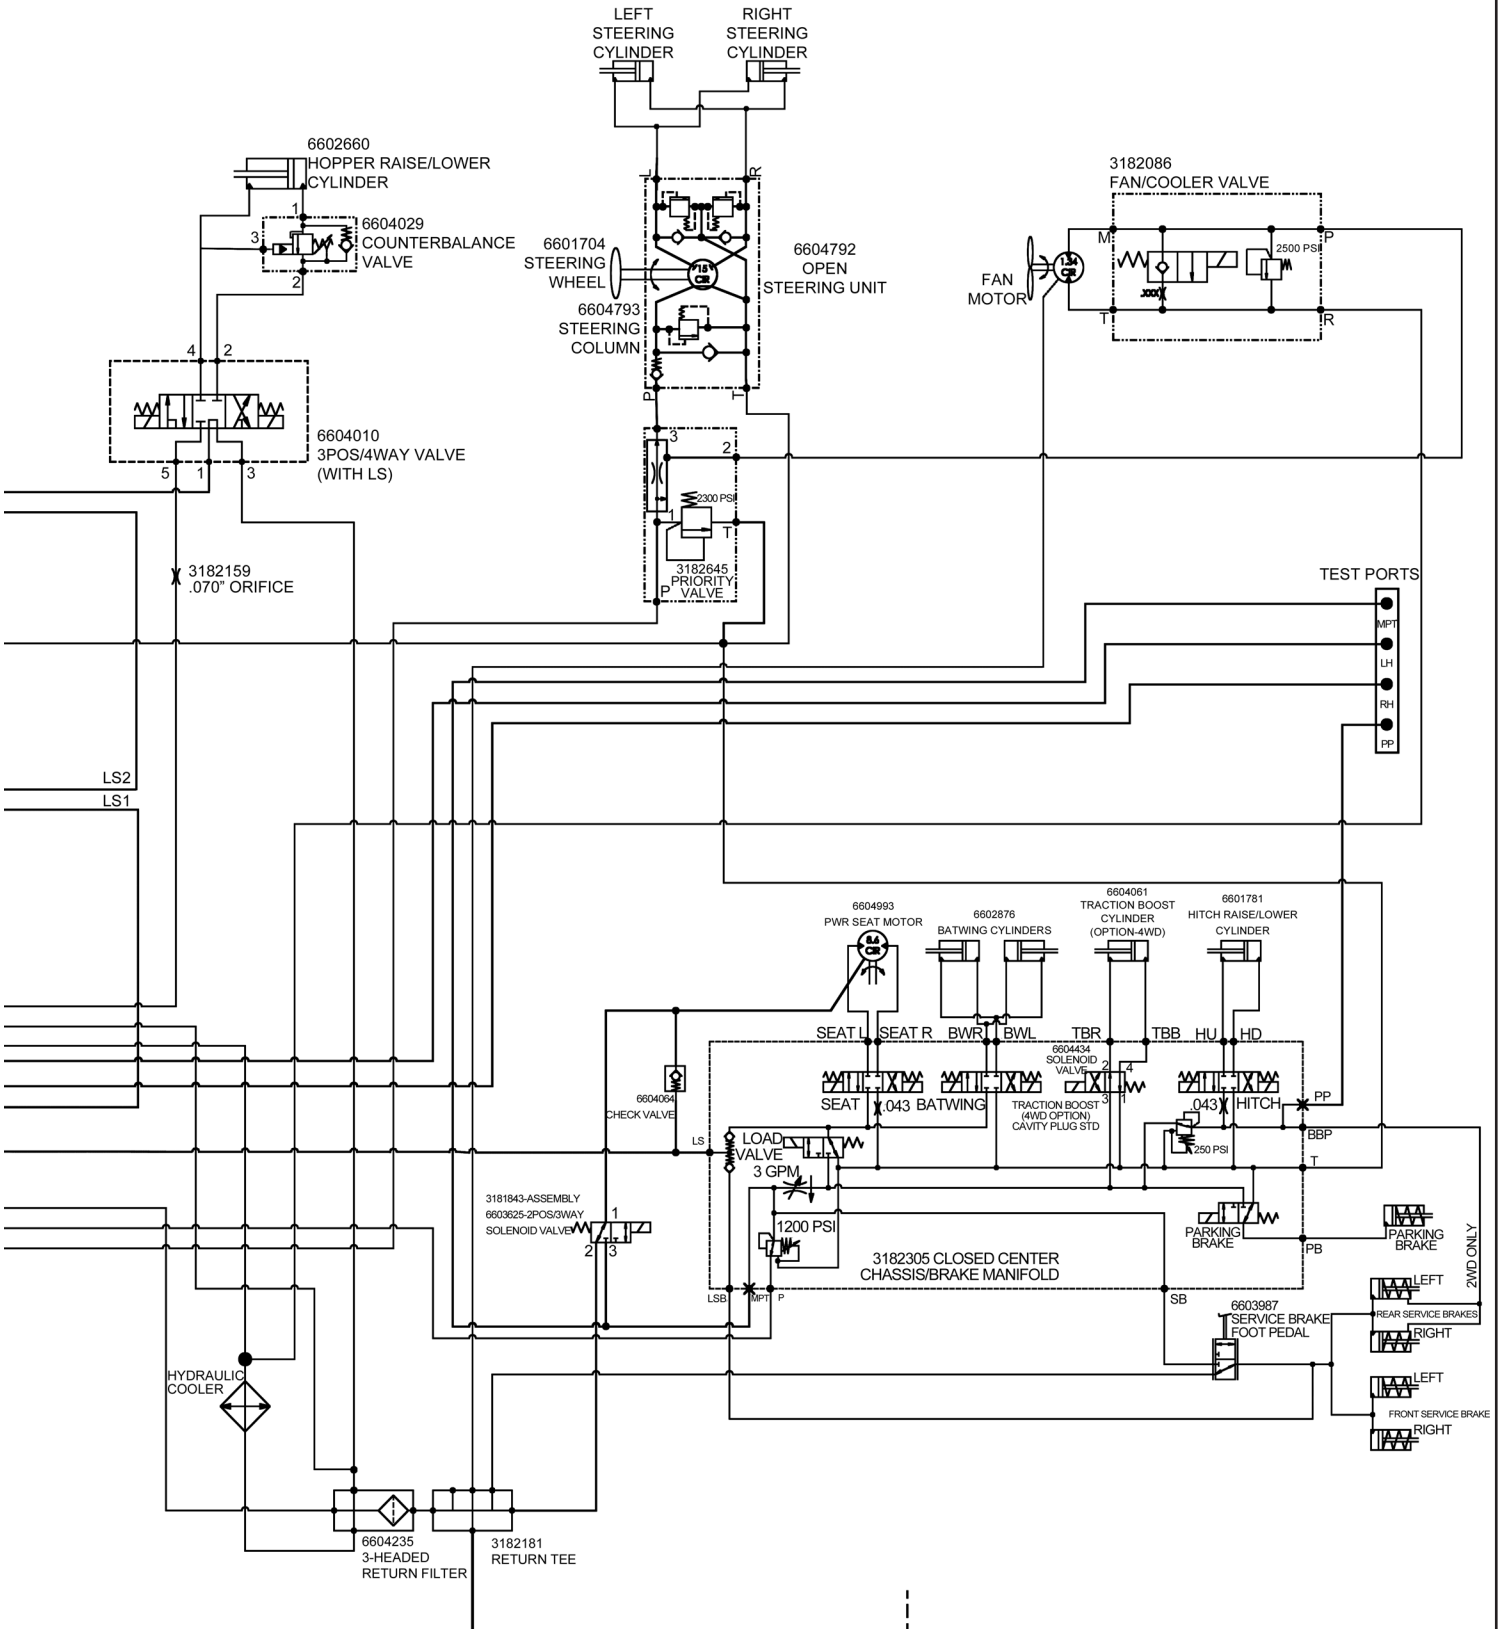 LEFT
STEERING
CYLINDER
RIGHT
STEERING
CYLINDER
6602660
HOPPER RAISE/LOWER
CYLINDER
1
3
2
6604029
COUNTERBALANCE
VALVE
L
R
6601704
STEERING
WHEEL
15
CIR
6604792
OPEN
STEERING UNIT
6604793
STEERING
COLUMN
P
T
3182086
FAN/COOLER VALVE
M
P
2500 PSI
1.24
CIR
FAN
MOTOR
.XXX
T
R
4
2
6604010
3POS/4WAY VALVE
(WITH LS)
5
1
3
3
2
2300 PSI
1
T
3182645
PRIORITY
VALVE
P
3182159
.070” ORIFICE
TEST PORTS
MPT
LH
RH
PP
LS2
LS1
6604993
PWR SEAT MOTOR
8.6
CIR
6602876
BATWING CYLINDERS
6604061
TRACTION BOOST
CYLINDER
(OPTION-4WD)
6601781
HITCH RAISE/LOWER
CYLINDER
SEAT L
SEAT R
BWR
BWL
TBR
TBB
HU
HD
6604434
SOLENOID
VALVE
2
4
3
1
6604064
CHECK VALVE
SEAT
.043
BATWING
TRACTION BOOST
(4WD OPTION)
CAVITY PLUG STD
.043
HITCH
PP
BBP
LS
LOAD
VALVE
3 GPM
250 PSI
T
3181843-ASSEMBLY
6603625-2POS/3WAY
SOLENOID VALVE
1
2
3
1200 PSI
PARKING
BRAKE
PB
PARKING
BRAKE
3182305 CLOSED CENTER
CHASSIS/BRAKE MANIFOLD
2WD ONLY
LSB
MPT
P
SB
6603987
SERVICE BRAKE
FOOT PEDAL
LEFT
REAR SERVICE BRAKES
RIGHT
HYDRAULIC
COOLER
LEFT
FRONT SERVICE BRAKE
RIGHT
6604235
3-HEADED
RETURN FILTER
3182181
RETURN TEE